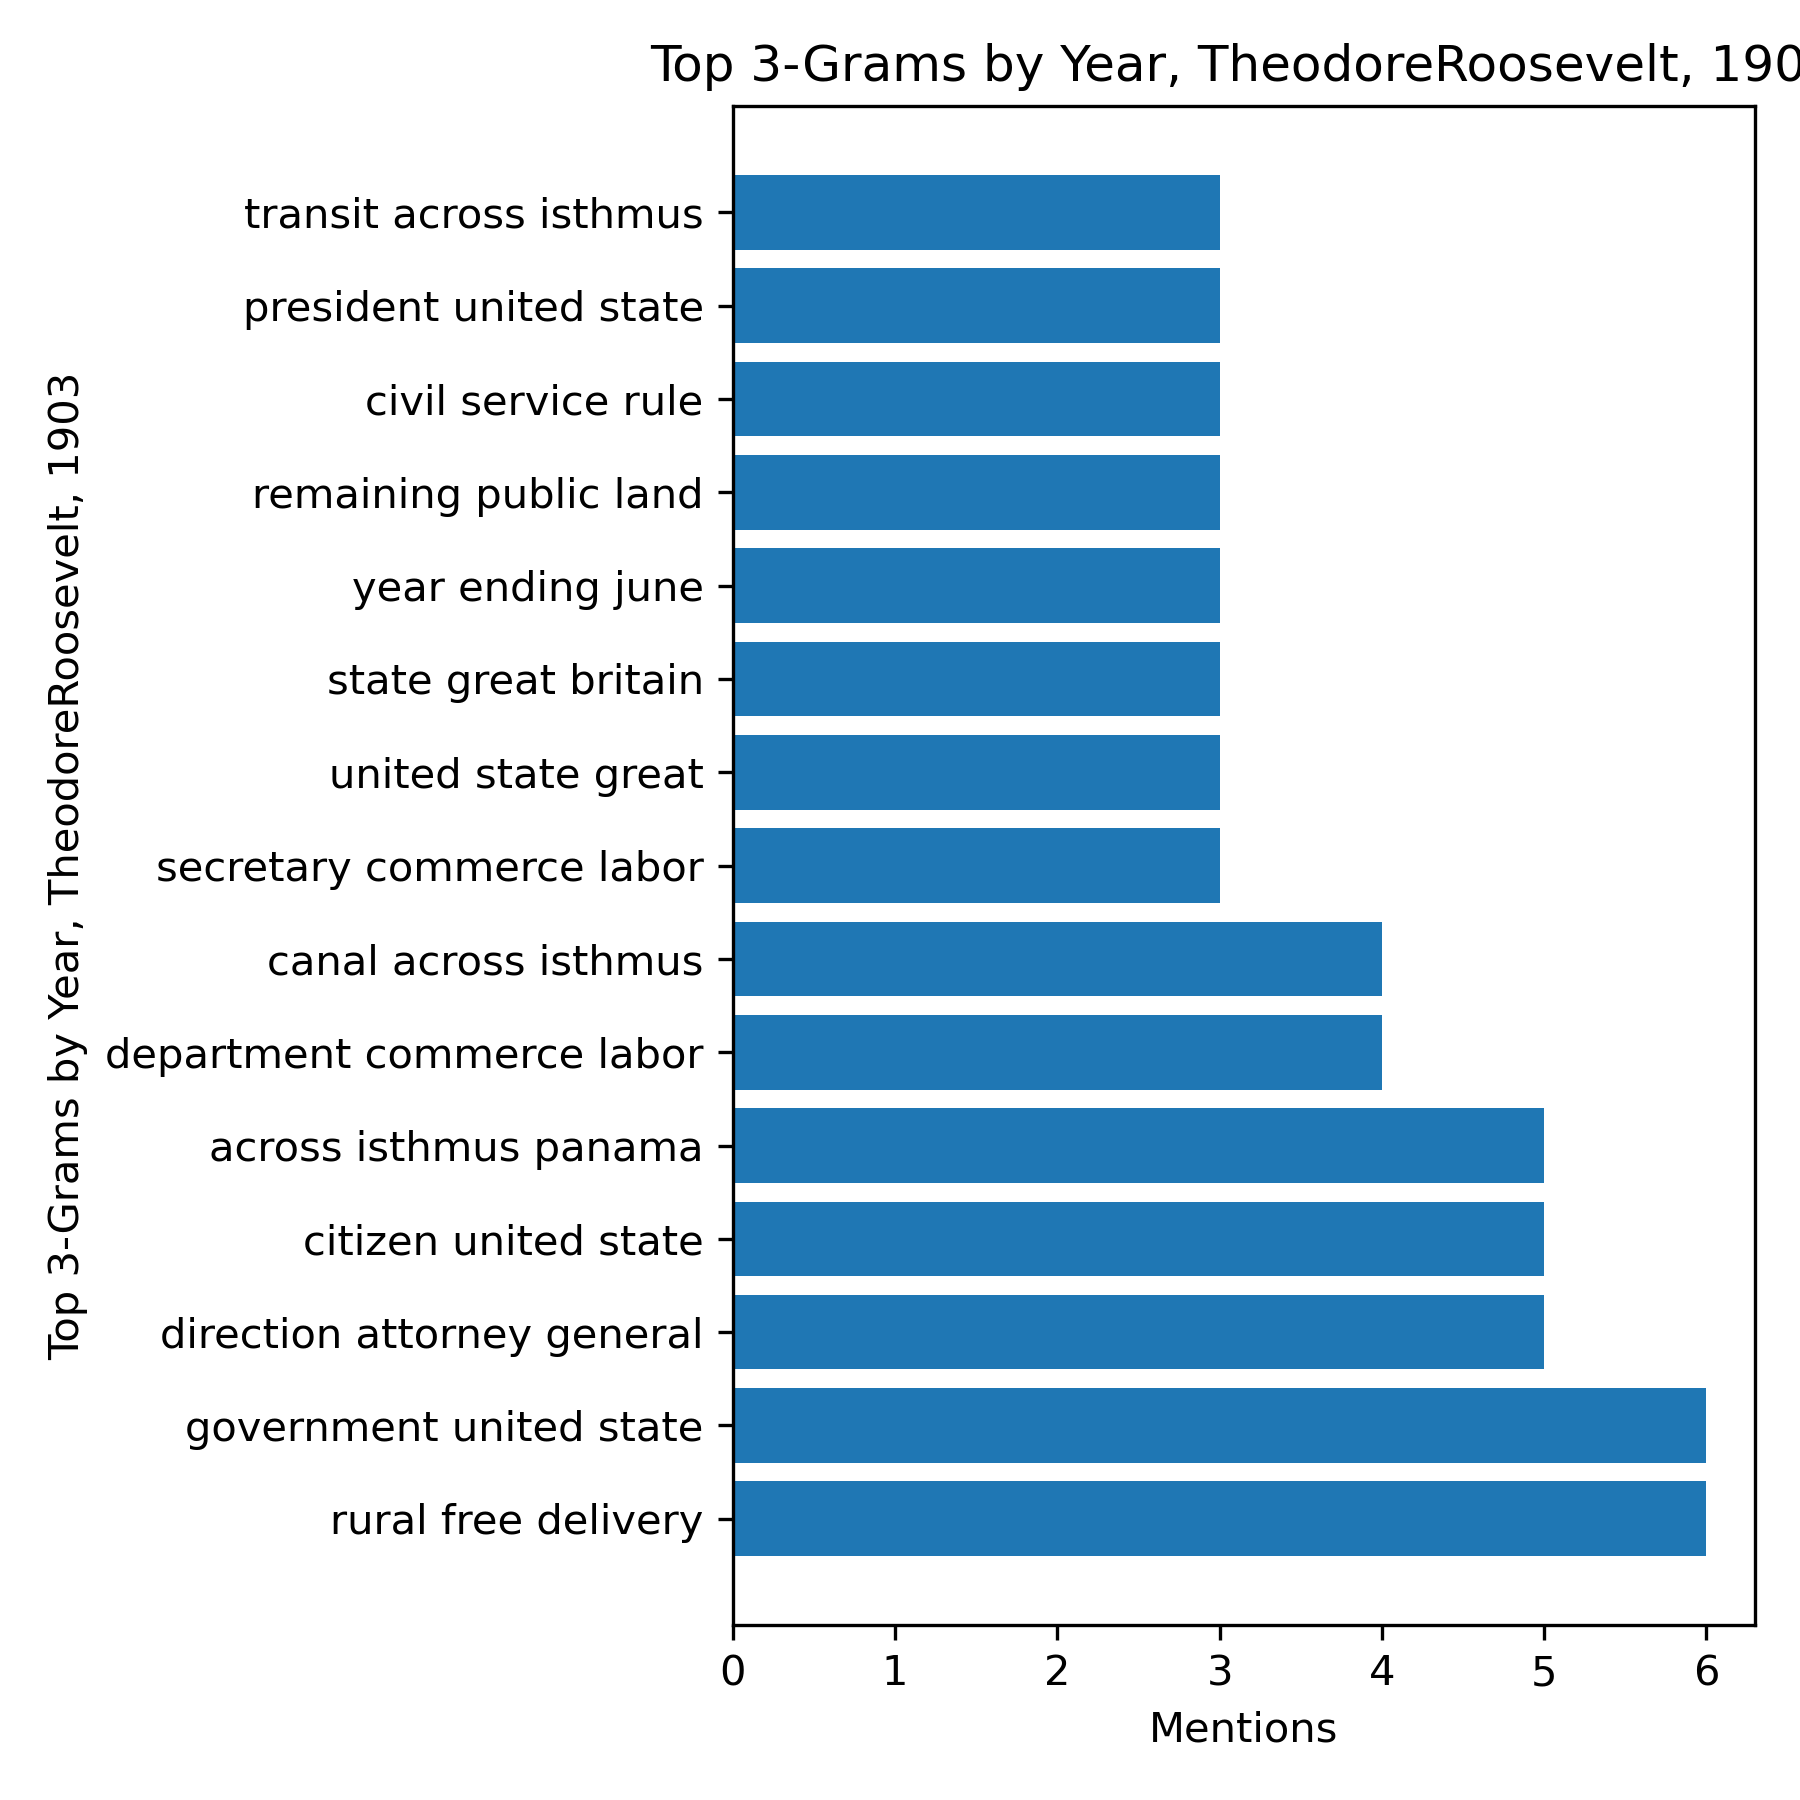 Top 3-Grams by Year, TheodoreRoosevelt, 190
Top 3-Grams by Year, TheodoreRoosevelt, 1903
transit across isthmus
president united state
civil service rule
remaining public land
year ending june
state great britain
united state great
secretary commerce labor
canal across isthmus
department commerce labor
across isthmus panama
citizen united state
direction attorney general
government united state
rural free delivery
0 1 2 3 4 5 6
Mentions